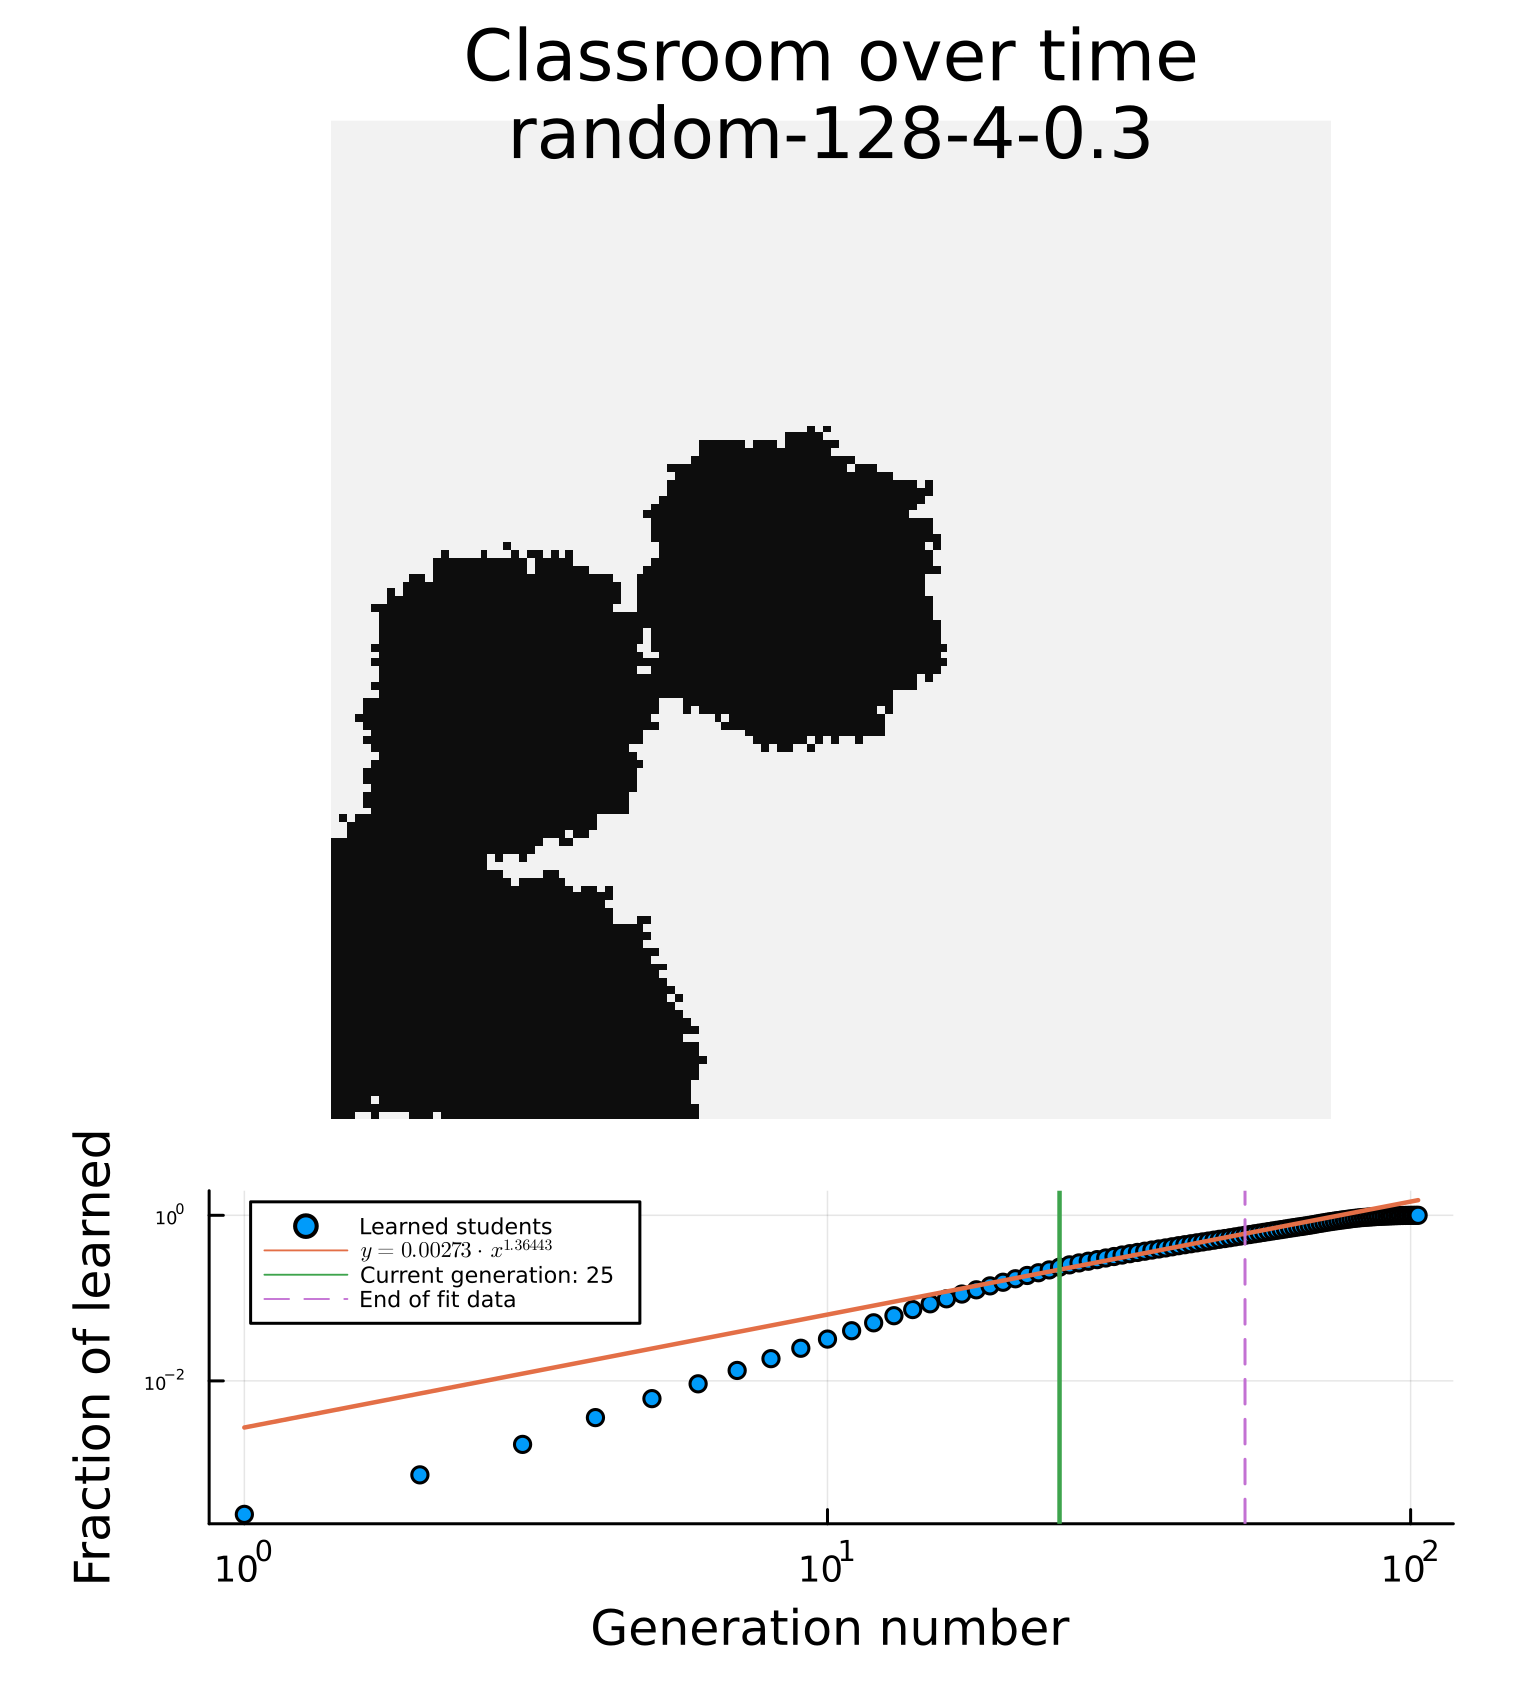 Classroom over time
random-128-4-0.3
Fraction of learned
10^0
10^-2
Learned students
y = 0.00273 · x^1.36443
Current generation: 25
End of fit data
10^0
10^1
10^2
Generation number